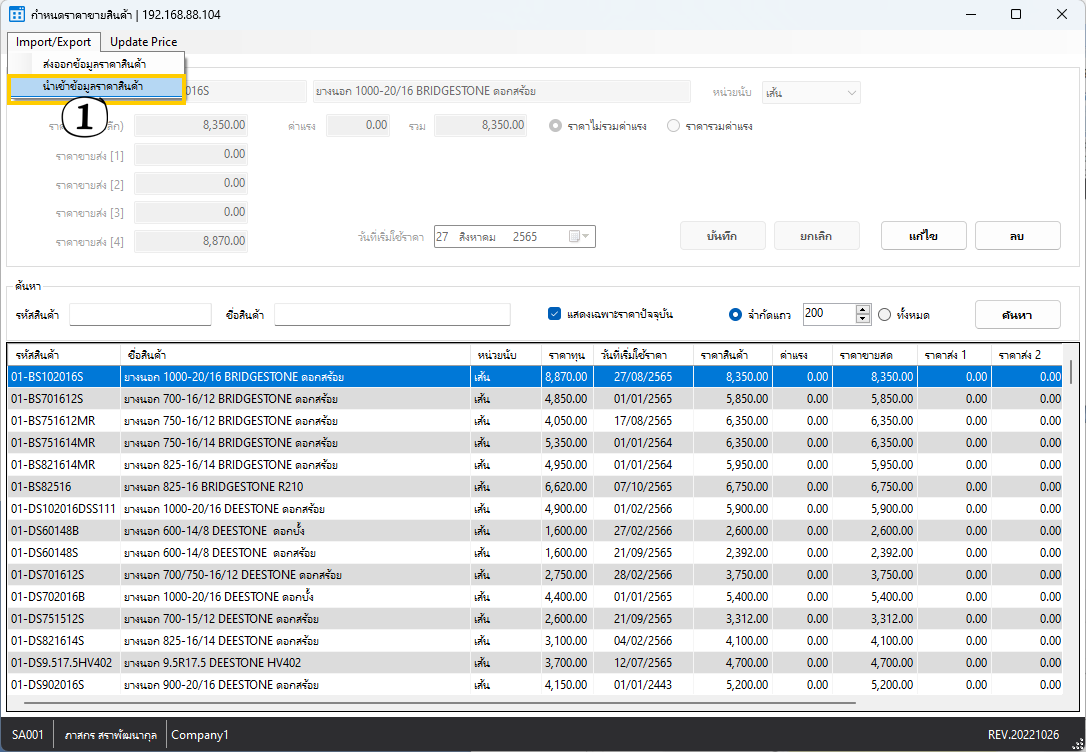 กำหนดราคาขายสินค้า | 192.168.88.104
Import/Export Update Price
ส่งออกข้อมูลราคาสินค้า
นำเข้าข้อมูลราคาสินค้า
016S ยางนอก 1000-20/16 BRIDGESTONE ดอกสร้อย หน่วยนับ เส้น
1
8,350.00 ค่าแรง 0.00 รวม 8,350.00 ราคาไม่รวมค่าแรง ราคารวมค่าแรง
ราคาขายส่ง [1] 0.00
ราคาขายส่ง [2] 0.00
ราคาขายส่ง [3] 0.00
ราคาขายส่ง [4] 8,870.00 วันที่เริ่มใช้ราคา 27 สิงหาคม 2565 บันทึก ยกเลิก แก้ไข ลบ
ค้นหา
รหัสสินค้า ชื่อสินค้า แสดงเฉพาะราคาปัจจุบัน จำกัดแถว 200 ทั้งหมด ค้นหา
รหัสสินค้า ชื่อสินค้า หน่วยนับ ราคาทุน วันที่เริ่มใช้ราคา ราคาสินค้า ค่าแรง ราคาขายสด ราคาส่ง 1 ราคาส่ง 2
01-BS102016S ยางนอก 1000-20/16 BRIDGESTONE ดอกสร้อย เส้น 8,870.00 27/08/2565 8,350.00 0.00 8,350.00 0.00 0.00
01-BS701612S ยางนอก 700-16/12 BRIDGESTONE ดอกสร้อย เส้น 4,850.00 01/01/2565 5,850.00 0.00 5,850.00 0.00 0.00
01-BS751612MR ยางนอก 750-16/12 BRIDGESTONE ดอกสร้อย เส้น 4,050.00 17/08/2565 6,350.00 0.00 6,350.00 0.00 0.00
01-BS751614MR ยางนอก 750-16/14 BRIDGESTONE ดอกสร้อย เส้น 5,350.00 01/01/2564 6,350.00 0.00 6,350.00 0.00 0.00
01-BS821614MR ยางนอก 825-16/14 BRIDGESTONE ดอกสร้อย เส้น 4,950.00 01/01/2564 5,950.00 0.00 5,950.00 0.00 0.00
01-BS82516 ยางนอก 825-16 BRIDGESTONE R210 เส้น 6,620.00 07/10/2565 6,750.00 0.00 6,750.00 0.00 0.00
01-DS102016DSS111 ยางนอก 1000-20/16 DEESTONE ดอกสร้อย เส้น 4,900.00 01/02/2566 5,900.00 0.00 5,900.00 0.00 0.00
01-DS60148B ยางนอก 600-14/8 DEESTONE ดอกบั้ง เส้น 1,600.00 27/02/2566 2,600.00 0.00 2,600.00 0.00 0.00
01-DS60148S ยางนอก 600-14/8 DEESTONE ดอกสร้อย เส้น 1,600.00 21/09/2565 2,392.00 0.00 2,392.00 0.00 0.00
01-DS701612S ยางนอก 700/750-16/12 DEESTONE ดอกสร้อย เส้น 2,750.00 28/02/2566 3,750.00 0.00 3,750.00 0.00 0.00
01-DS702016B ยางนอก 1000-20/16 DEESTONE ดอกบั้ง เส้น 4,400.00 01/01/2565 5,400.00 0.00 5,400.00 0.00 0.00
01-DS751512S ยางนอก 700-15/12 DEESTONE ดอกสร้อย เส้น 2,600.00 21/09/2565 3,312.00 0.00 3,312.00 0.00 0.00
01-DS821614S ยางนอก 825-16/14 DEESTONE ดอกสร้อย เส้น 3,100.00 04/02/2566 4,100.00 0.00 4,100.00 0.00 0.00
01-DS9.517.5HV402 ยางนอก 9.5R17.5 DEESTONE HV402 เส้น 3,700.00 12/07/2565 4,700.00 0.00 4,700.00 0.00 0.00
01-DS902016S ยางนอก 900-20/16 DEESTONE ดอกสร้อย เส้น 4,150.00 01/01/2443 5,200.00 0.00 5,200.00 0.00 0.00
SA001 ภาสกร สราพัฒนากุล Company1 REV.20221026